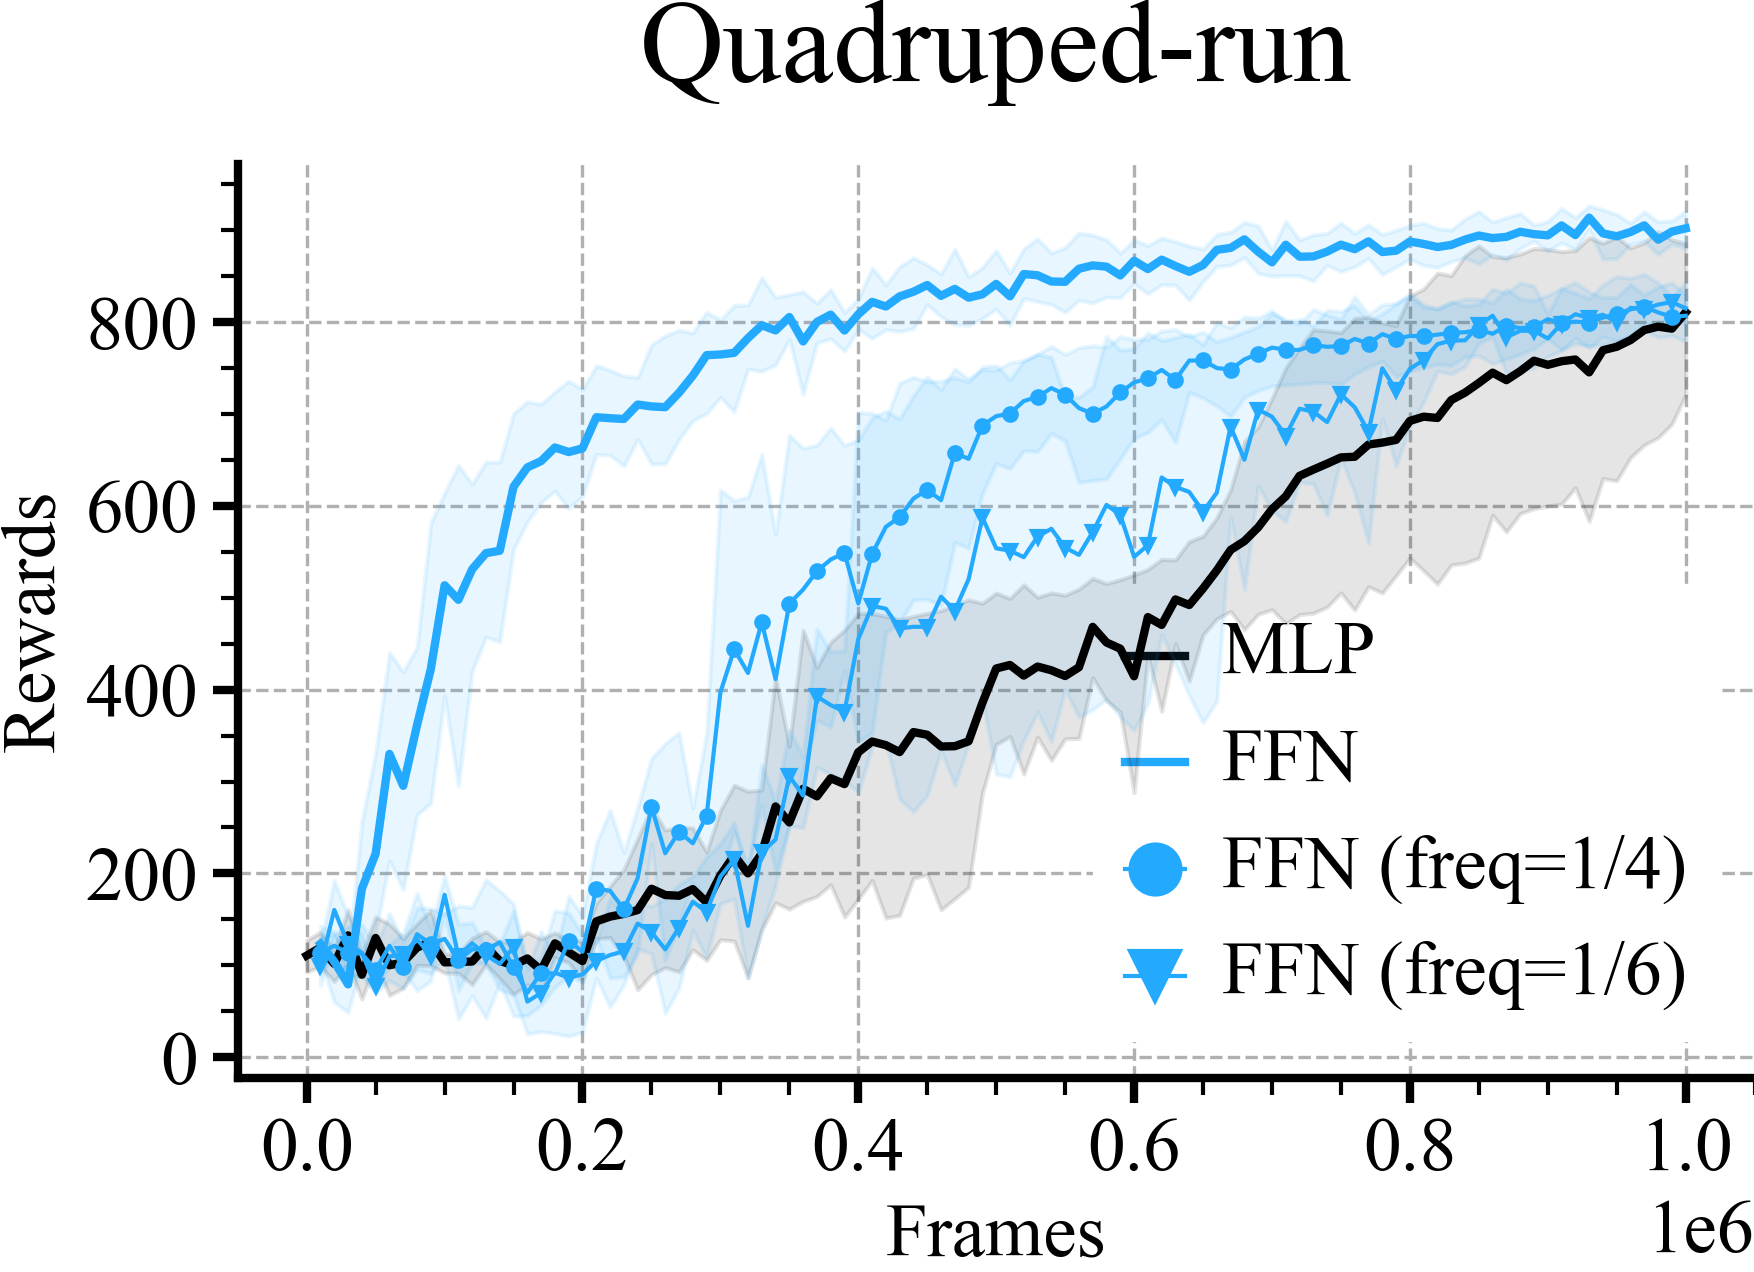 Quadruped-run
Rewards
800
600
400
200
0
MLP
FFN
FFN (freq=1/4)
FFN (freq=1/6)
0.0 0.2 0.4 0.6 0.8 1.0
1e6
Frames